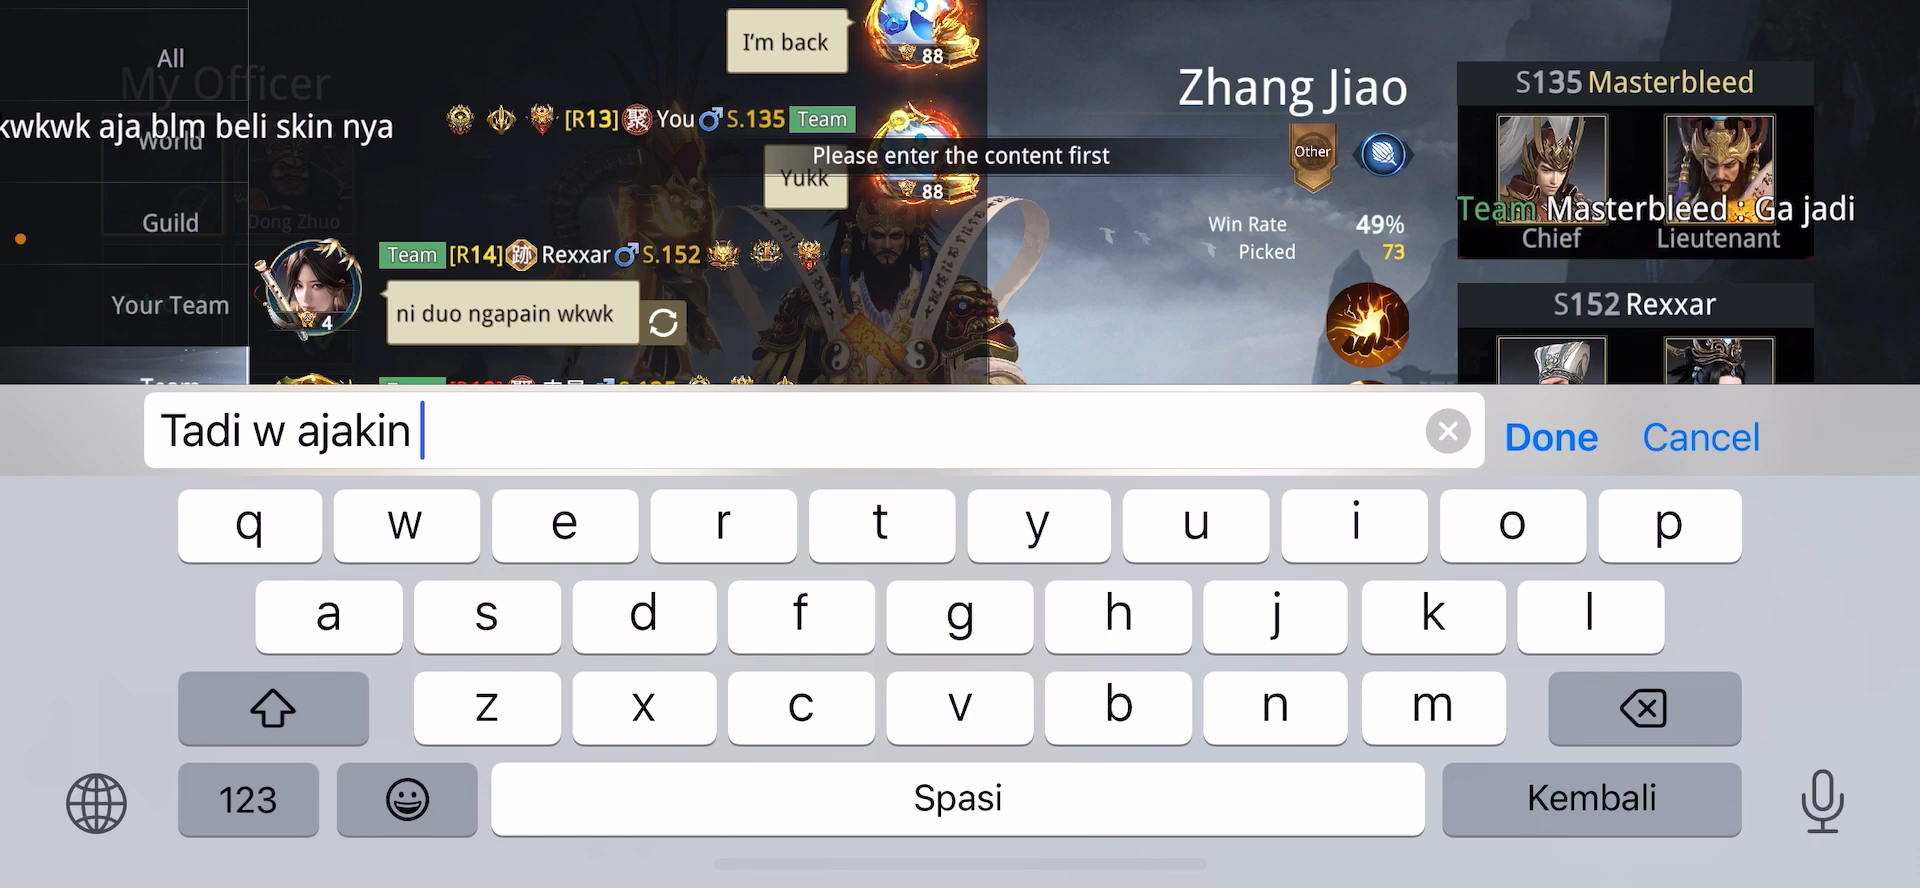 All
My Officer
kwkwk aja blm beli skin nya
World
Guild
Dong Zhuo
Your Team
Team
I'm back
88
[R13] 聚 You ♂ S.135 Team
Please enter the content first
Yukk
88
Team [R14] 跡 Rexxar ♂ S.152
4
ni duo ngapain wkwk
Zhang Jiao
Other
Win Rate 49%
Picked 73
S135 Masterbleed
Team Masterbleed : Ga jadi
Chief Lieutenant
S152 Rexxar
Tadi w ajakin
Done Cancel
q w e r t y u i o p
a s d f g h j k l
z x c v b n m
123 Spasi Kembali